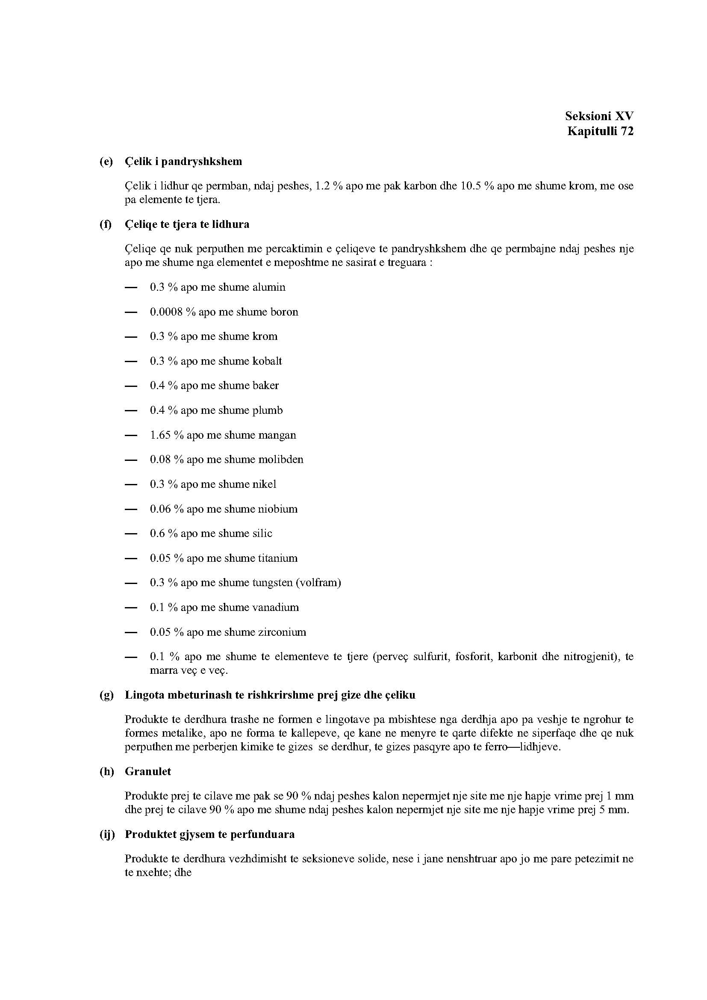 Seksioni XV
Kapitulli 72
(e) Çelik i pandryshkshem
Çelik i lidhur qe permban, ndaj peshes, 1.2 % apo me pak karbon dhe 10.5 % apo me shume krom, me ose
pa elemente te tjera.
(f) Çeliqe te tjera te lidhura
Çeliqe qe nuk perputhen me percaktimin e çeliqeve te pandryshkshem dhe qe permbajne ndaj peshes nje
apo me shume nga elementet e meposhtme ne sasirat e treguara :
— 0.3 % apo me shume alumin
— 0.0008 % apo me shume boron
— 0.3 % apo me shume krom
— 0.3 % apo me shume kobalt
— 0.4 % apo me shume baker
— 0.4 % apo me shume plumb
— 1.65 % apo me shume mangan
— 0.08 % apo me shume molibden
— 0.3 % apo me shume nikel
— 0.06 % apo me shume niobium
— 0.6 % apo me shume silic
— 0.05 % apo me shume titanium
— 0.3 % apo me shume tungsten (volfram)
— 0.1 % apo me shume vanadium
— 0.05 % apo me shume zirconium
— 0.1 % apo me shume te elementeve te tjere (perveç sulfurit, fosforit, karbonit dhe nitrogjenit), te
marra veç e veç.
(g) Lingota mbeturinash te rishkrirshme prej gize dhe çeliku
Produkte te derdhura trashe ne formen e lingotave pa mbishtese nga derdhja apo pa veshje te ngrohur te
formes metalike, apo ne forma te kallepeve, qe kane ne menyre te qarte difekte ne siperfaqe dhe qe nuk
perputhen me perberjen kimike te gizes se derdhur, te gizes pasqyre apo te ferro—lidhjeve.
(h) Granulet
Produkte prej te cilave me pak se 90 % ndaj peshes kalon nepermjet nje site me nje hapje vrime prej 1 mm
dhe prej te cilave 90 % apo me shume ndaj peshes kalon nepermjet nje site me nje hapje vrime prej 5 mm.
(ij) Produktet gjysem te perfunduara
Produkte te derdhura vezhdimisht te seksioneve solide, nese i jane nenshtruar apo jo me pare petezimit ne
te nxehte; dhe